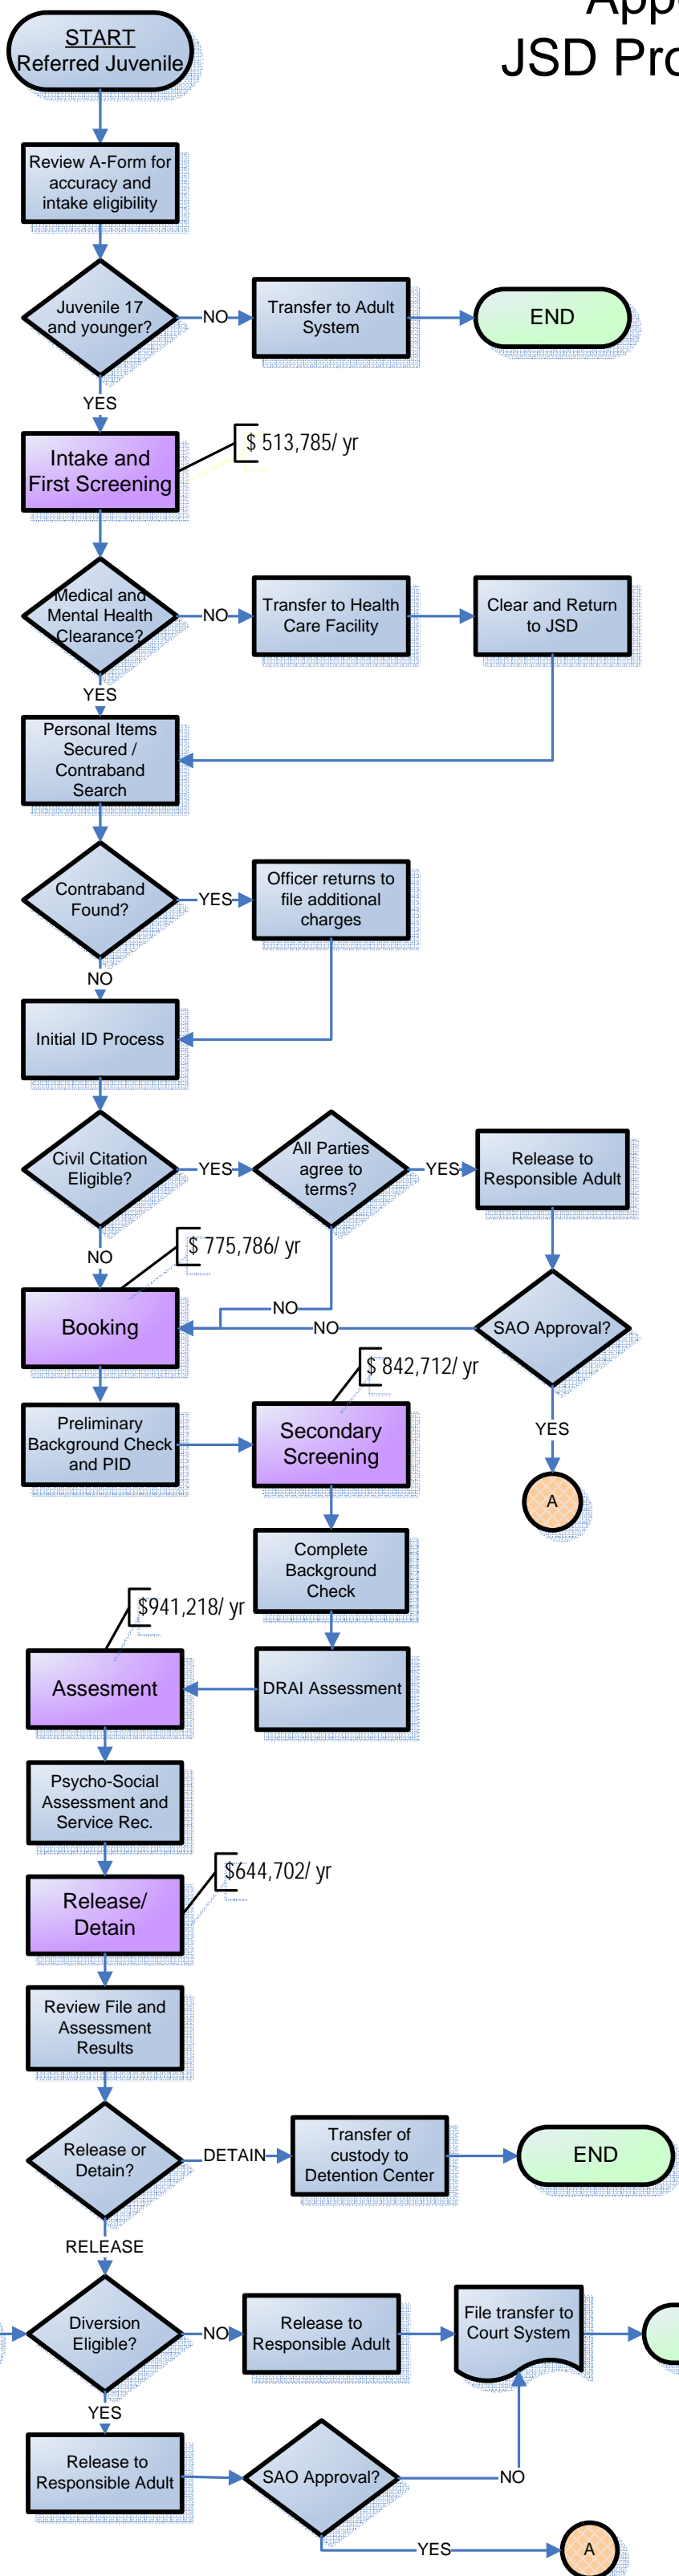 JSD
START
Referred Juvenile
Review A-Form for
accuracy and
intake eligibility
Juvenile 17
and younger?
NO
Transfer to Adult
System
END
YES
Intake and
First Screening
$ 513,785/ yr
Medical and
Mental Health
Clearance?
NO
Transfer to Health
Care Facility
Clear and Return
to JSD
YES
Personal Items
Secured /
Contraband
Search
Contraband
Found?
YES
Officer returns to
file additional
charges
NO
Initial ID Process
Civil Citation
Eligible?
YES
All Parties
agree to
terms?
YES
Release to
Responsible Adult
NO
$ 775,786/ yr
NO
Booking
NO
SAO Approval?
$ 842,712/ yr
Preliminary
Background Check
and PID
Secondary
Screening
YES
A
Complete
Background
Check
$941,218/ yr
Assesment
DRAI Assessment
Psycho-Social
Assessment and
Service Rec.
$644,702/ yr
Release/
Detain
Review File and
Assessment
Results
Release or
Detain?
DETAIN
Transfer of
custody to
Detention Center
END
RELEASE
Diversion
Eligible?
NO
Release to
Responsible Adult
File transfer to
Court System
YES
Release to
Responsible Adult
SAO Approval?
NO
YES
A